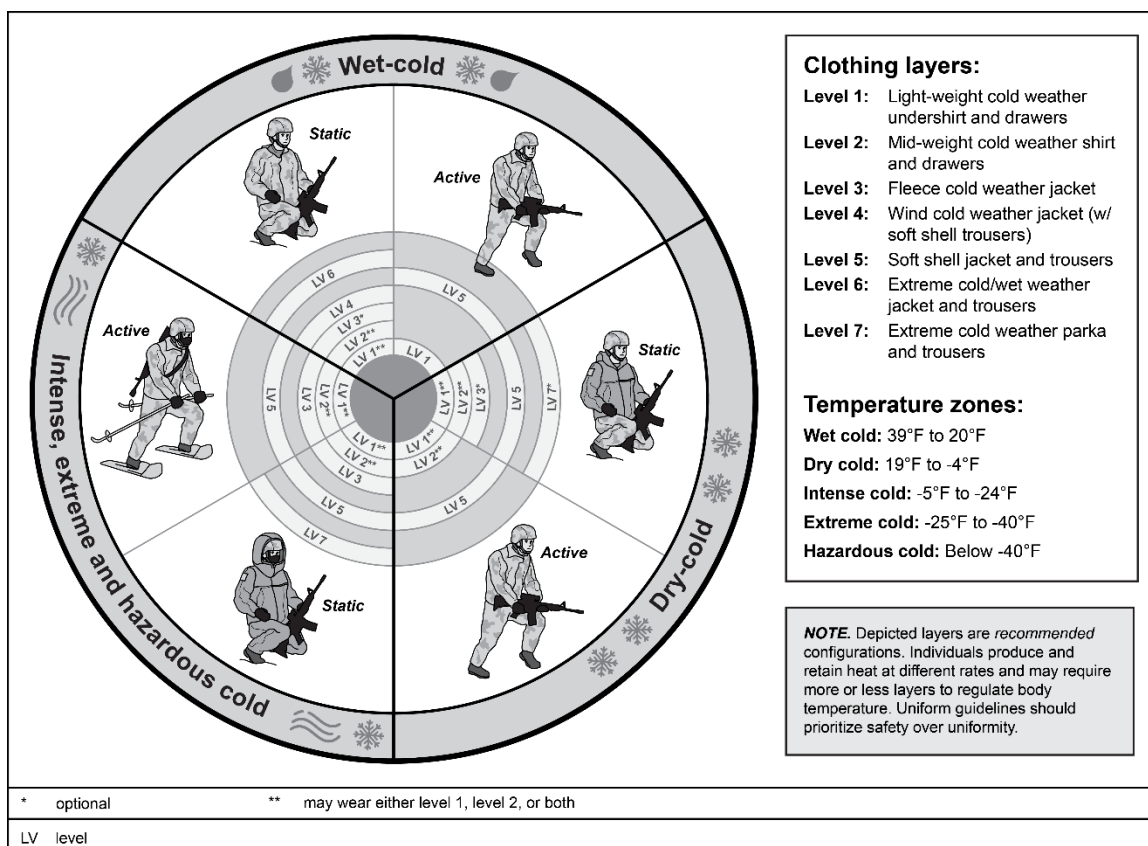 Wet-cold
Static
Active
LV 6
LV 5
LV 4
LV 3*
LV 2**
LV 1**
LV 1
Active
LV 5
LV 3
LV 2**
LV 1**
LV 1**
LV 2**
LV 3*
LV 5
LV 7*
Static
LV 1**
LV 2**
LV 3
LV 5
LV 7
Static
LV 1**
LV 2**
LV 5
Active
Intense, extreme and hazardous cold
Dry-cold
Clothing layers:
Level 1: Light-weight cold weather
undershirt and drawers
Level 2: Mid-weight cold weather shirt
and drawers
Level 3: Fleece cold weather jacket
Level 4: Wind cold weather jacket (w/
soft shell trousers)
Level 5: Soft shell jacket and trousers
Level 6: Extreme cold/wet weather
jacket and trousers
Level 7: Extreme cold weather parka
and trousers
Temperature zones:
Wet cold: 39°F to 20°F
Dry cold: 19°F to -4°F
Intense cold: -5°F to -24°F
Extreme cold: -25°F to -40°F
Hazardous cold: Below -40°F
NOTE. Depicted layers are recommended
configurations. Individuals produce and
retain heat at different rates and may require
more or less layers to regulate body
temperature. Uniform guidelines should
prioritize safety over uniformity.
* optional ** may wear either level 1, level 2, or both
LV level